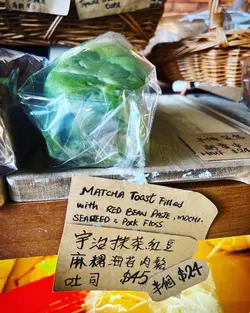 MATCHA Toast Filled
with RED BEAN PASTE, MOCHI,
SEAWEED & PORK FLOSS
宇治抹茶紅豆
麻糬海苔肉鬆
吐司 $45 半個 $24